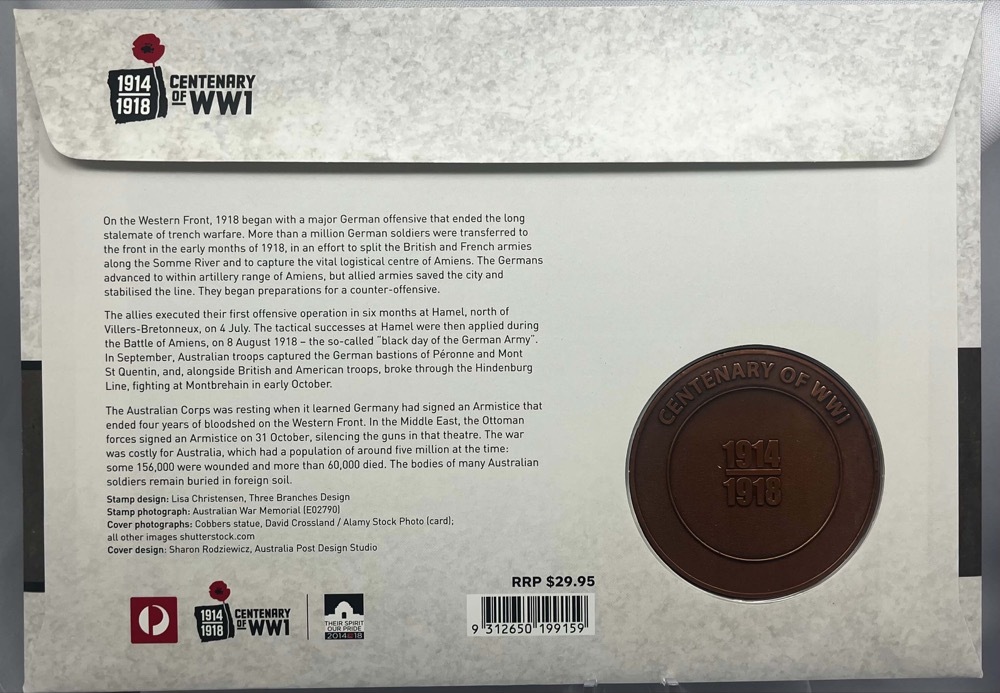 1914
1918
CENTENARY
OF WW1
On the Western Front, 1918 began with a major German offensive that ended the long
stalemate of trench warfare. More than a million German soldiers were transferred to
the front in the early months of 1918, in an effort to split the British and French armies
along the Somme River and to capture the vital logistical centre of Amiens. The Germans
advanced to within artillery range of Amiens, but allied armies saved the city and
stabilised the line. They began preparations for a counter-offensive.
The allies executed their first offensive operation in six months at Hamel, north of
Villers-Bretonneux, on 4 July. The tactical successes at Hamel were then applied during
the Battle of Amiens, on 8 August 1918 – the so-called "black day of the German Army".
In September, Australian troops captured the German bastions of Péronne and Mont
St Quentin, and, alongside British and American troops, broke through the Hindenburg
Line, fighting at Montbrehain in early October.
The Australian Corps was resting when it learned Germany had signed an Armistice that
ended four years of bloodshed on the Western Front. In the Middle East, the Ottoman
forces signed an Armistice on 31 October, silencing the guns in that theatre. The war
was costly for Australia, which had a population of around five million at the time:
some 156,000 were wounded and more than 60,000 died. The bodies of many Australian
soldiers remain buried in foreign soil.
Stamp design: Lisa Christensen, Three Branches Design
Stamp photograph: Australian War Memorial (E02790)
Cover photographs: Cobbers statue, David Crossland / Alamy Stock Photo (card);
all other images shutterstock.com
Cover design: Sharon Rodziewicz, Australia Post Design Studio
CENTENARY OF WWI
1914
1918
1914
1918
CENTENARY
OF WW1
THEIR SPIRIT
OUR PRIDE
2014 18
RRP $29.95
9 312650 199159